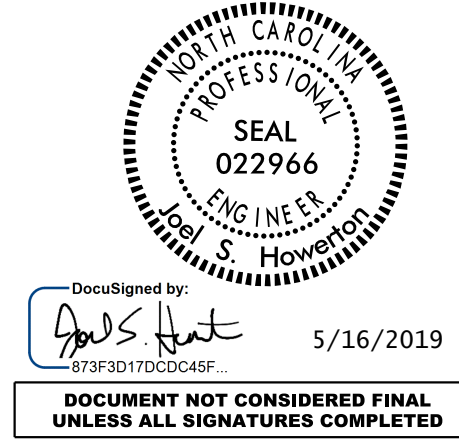 NORTH CAROLINA
PROFESSIONAL
SEAL
022966
ENGINEER
Joel S. Howerton
DocuSigned by:
5/16/2019
873F3D17DCDC45F...
DOCUMENT NOT CONSIDERED FINAL
UNLESS ALL SIGNATURES COMPLETED